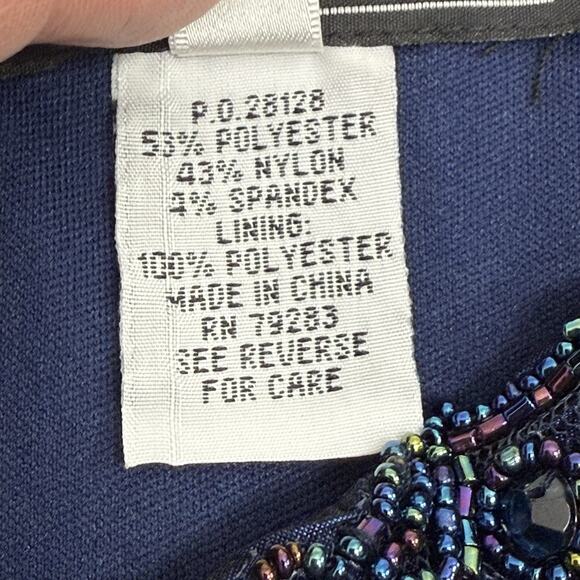 P.O.28128
53% POLYESTER
43% NYLON
4% SPANDEX
LINING:
100% POLYESTER
MADE IN CHINA
RN 79283
SEE REVERSE
FOR CARE